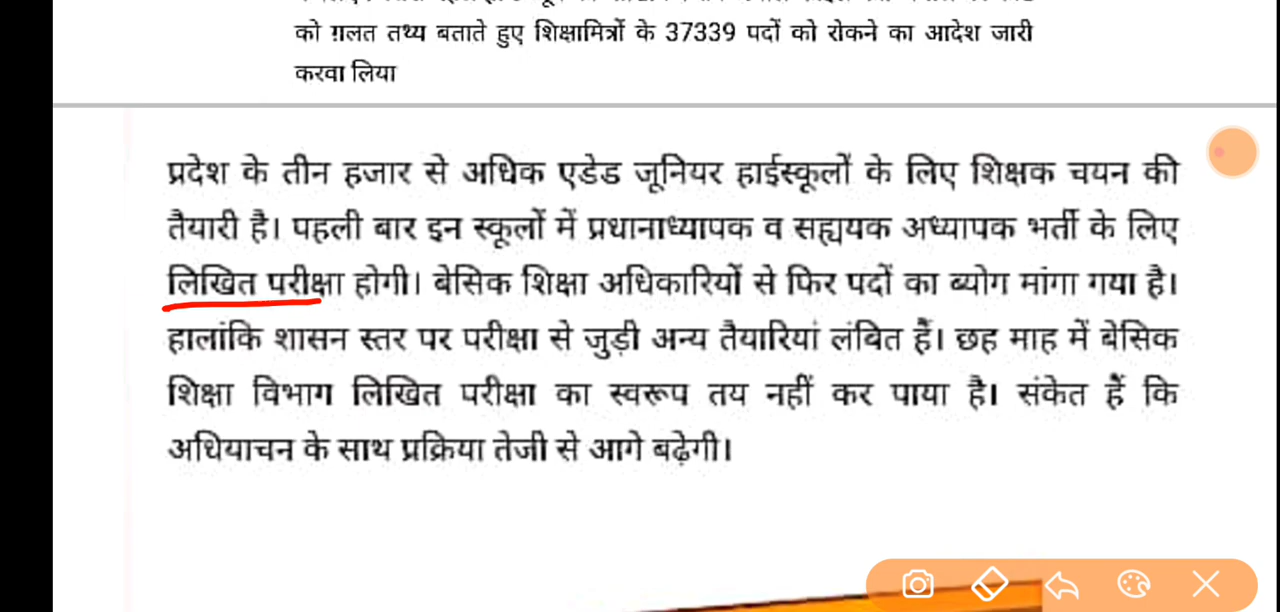 को ग़लत तथ्य बताते हुए शिक्षामित्रों के 37339 पदों को रोकने का आदेश जारी
करवा लिया
प्रदेश के तीन हजार से अधिक एडेड जूनियर हाईस्कूलों के लिए शिक्षक चयन की
तैयारी है। पहली बार इन स्कूलों में प्रधानाध्यापक व सह्ययक अध्यापक भर्ती के लिए
लिखित परीक्षा होगी। बेसिक शिक्षा अधिकारियों से फिर पदों का ब्योग मांगा गया है।
हालांकि शासन स्तर पर परीक्षा से जुड़ी अन्य तैयारियां लंबित हैं। छह माह में बेसिक
शिक्षा विभाग लिखित परीक्षा का स्वरूप तय नहीं कर पाया है। संकेत हैं कि
अधियाचन के साथ प्रक्रिया तेजी से आगे बढ़ेगी।